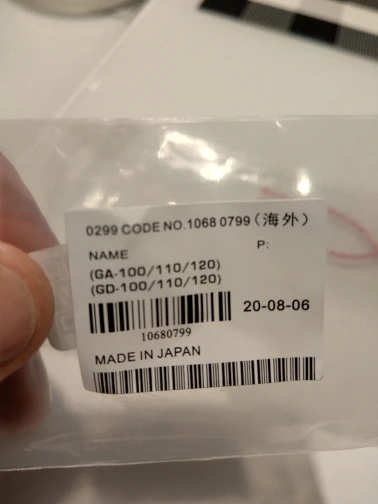 0299 CODE NO.1068 0799(海外)
NAME P:
(GA-100/110/120)
(GD-100/110/120)
20-08-06
10680799
MADE IN JAPAN